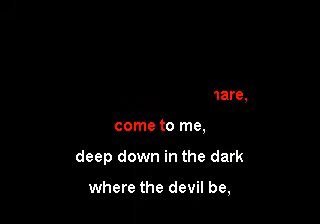 come to me,
deep down in the dark
where the devil be,